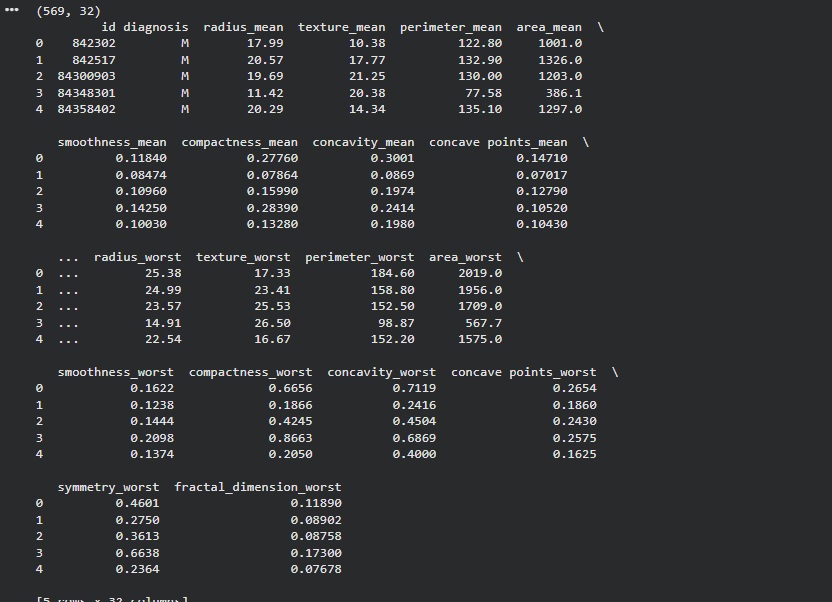 (569, 32)
id diagnosis radius_mean texture_mean perimeter_mean area_mean \
0 842302 M 17.99 10.38 122.80 1001.0
1 842517 M 20.57 17.77 132.90 1326.0
2 84300903 M 19.69 21.25 130.00 1203.0
3 84348301 M 11.42 20.38 77.58 386.1
4 84358402 M 20.29 14.34 135.10 1297.0
smoothness_mean compactness_mean concavity_mean concave points_mean \
0 0.11840 0.27760 0.3001 0.14710
1 0.08474 0.07864 0.0869 0.07017
2 0.10960 0.15990 0.1974 0.12790
3 0.14250 0.28390 0.2414 0.10520
4 0.10030 0.13280 0.1980 0.10430
... radius_worst texture_worst perimeter_worst area_worst \
0 ... 25.38 17.33 184.60 2019.0
1 ... 24.99 23.41 158.80 1956.0
2 ... 23.57 25.53 152.50 1709.0
3 ... 14.91 26.50 98.87 567.7
4 ... 22.54 16.67 152.20 1575.0
smoothness_worst compactness_worst concavity_worst concave points_worst \
0 0.1622 0.6656 0.7119 0.2654
1 0.1238 0.1866 0.2416 0.1860
2 0.1444 0.4245 0.4504 0.2430
3 0.2098 0.8663 0.6869 0.2575
4 0.1374 0.2050 0.4000 0.1625
symmetry_worst fractal_dimension_worst
0 0.4601 0.11890
1 0.2750 0.08902
2 0.3613 0.08758
3 0.6638 0.17300
4 0.2364 0.07678
[5 rows x 32 columns]